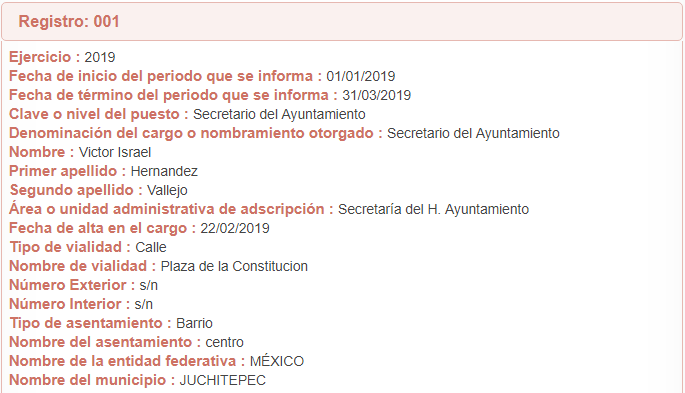 Registro: 001
Ejercicio : 2019
Fecha de inicio del periodo que se informa : 01/01/2019
Fecha de término del periodo que se informa : 31/03/2019
Clave o nivel del puesto : Secretario del Ayuntamiento
Denominación del cargo o nombramiento otorgado : Secretario del Ayuntamiento
Nombre : Victor Israel
Primer apellido : Hernandez
Segundo apellido : Vallejo
Área o unidad administrativa de adscripción : Secretaría del H. Ayuntamiento
Fecha de alta en el cargo : 22/02/2019
Tipo de vialidad : Calle
Nombre de vialidad : Plaza de la Constitucion
Número Exterior : s/n
Número Interior : s/n
Tipo de asentamiento : Barrio
Nombre del asentamiento : centro
Nombre de la entidad federativa : MÉXICO
Nombre del municipio : JUCHITEPEC